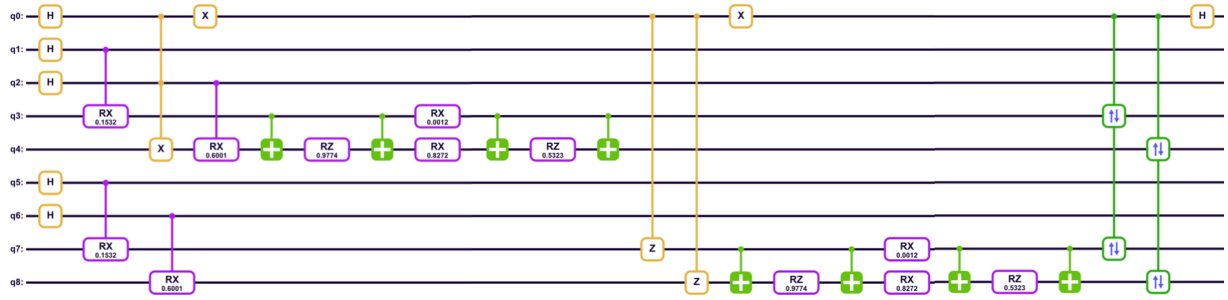 q0: H X X H
q1: H
q2: H
q3: RX 0.1532 RX 0.0012
q4: X RX 0.6001 RZ 0.9774 RX 0.8272 RZ 0.5323
q5: H
q6: H
q7: RX 0.1532 Z RX 0.0012
q8: RX 0.6001 Z RZ 0.9774 RX 0.8272 RZ 0.5323